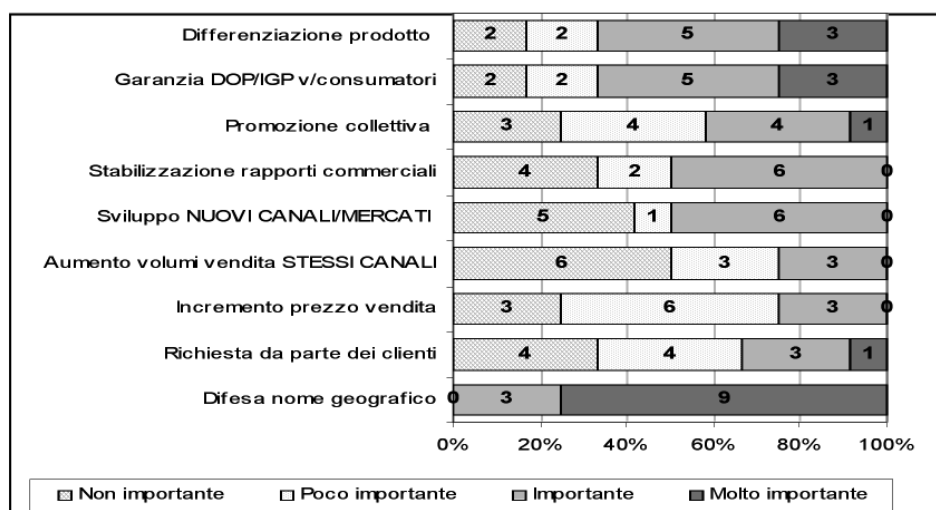 Differenziazione prodotto 2 2 5 3
Garanzia DOP/IGP v/consumatori 2 2 5 3
Promozione collettiva 3 4 4 1
Stabilizzazione rapporti commerciali 4 2 6 0
Sviluppo NUOVI CANALI/MERCATI 5 1 6 0
Aumento volumi vendita STESSI CANALI 6 3 3 0
Incremento prezzo vendita 3 6 3 0
Richiesta da parte dei clienti 4 4 3 1
Difesa nome geografico 0 3 9
0% 20% 40% 60% 80% 100%
Non importante Poco importante Importante Molto importante